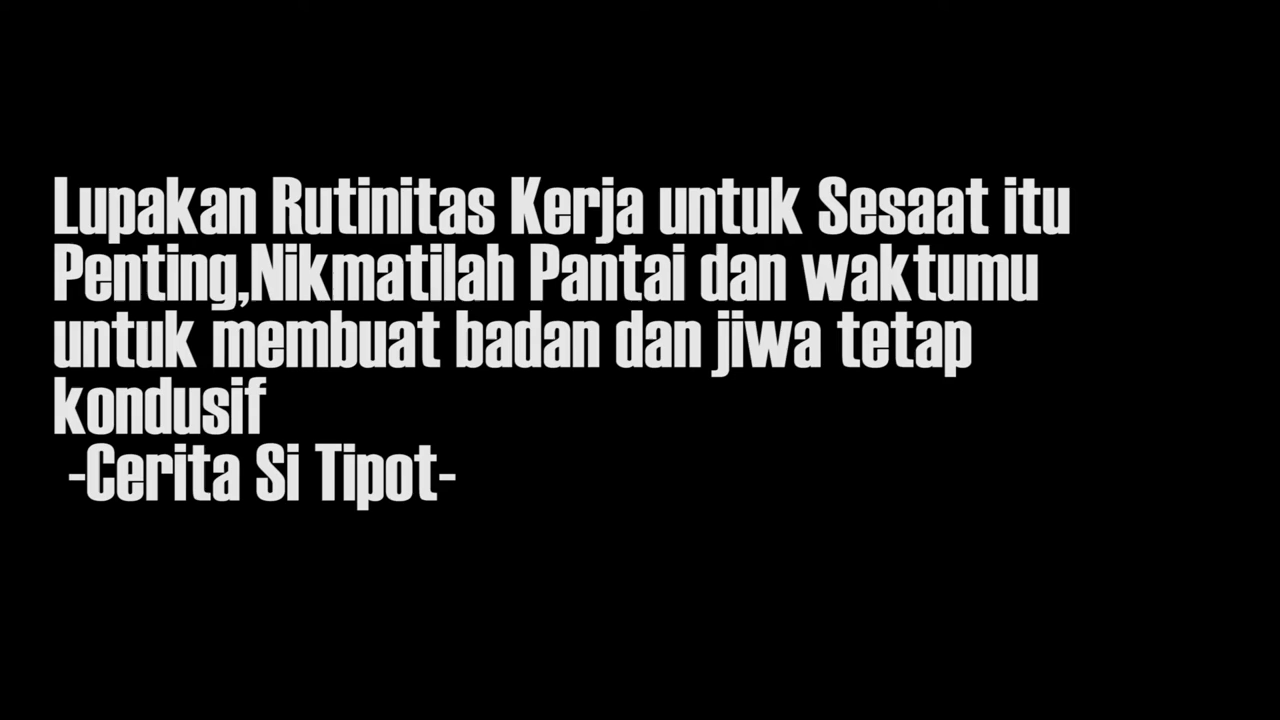 Lupakan Rutinitas Kerja untuk Sesaat itu
Penting,Nikmatilah Pantai dan waktumu
untuk membuat badan dan jiwa tetap
kondusif
-Cerita Si Tipot-